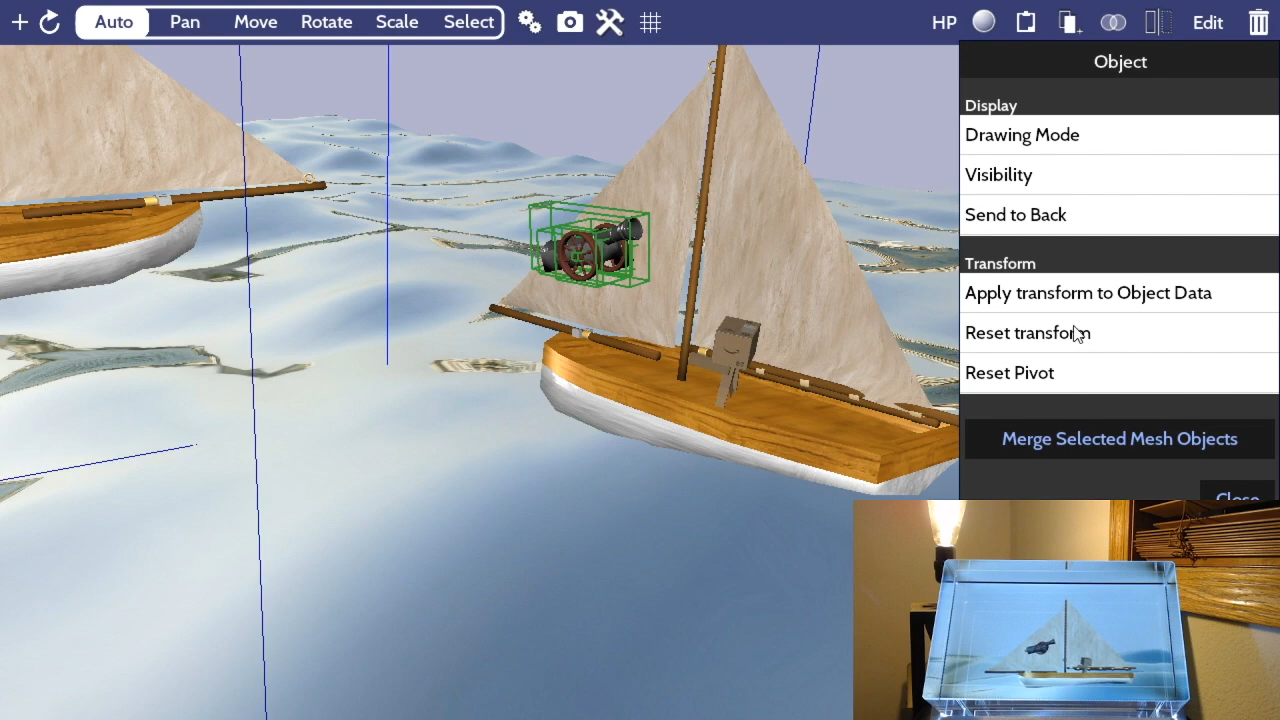 Auto Pan Move Rotate Scale Select HP Edit
Object
Display
Drawing Mode
Visibility
Send to Back
Transform
Apply transform to Object Data
Reset transform
Reset Pivot
Merge Selected Mesh Objects
Close